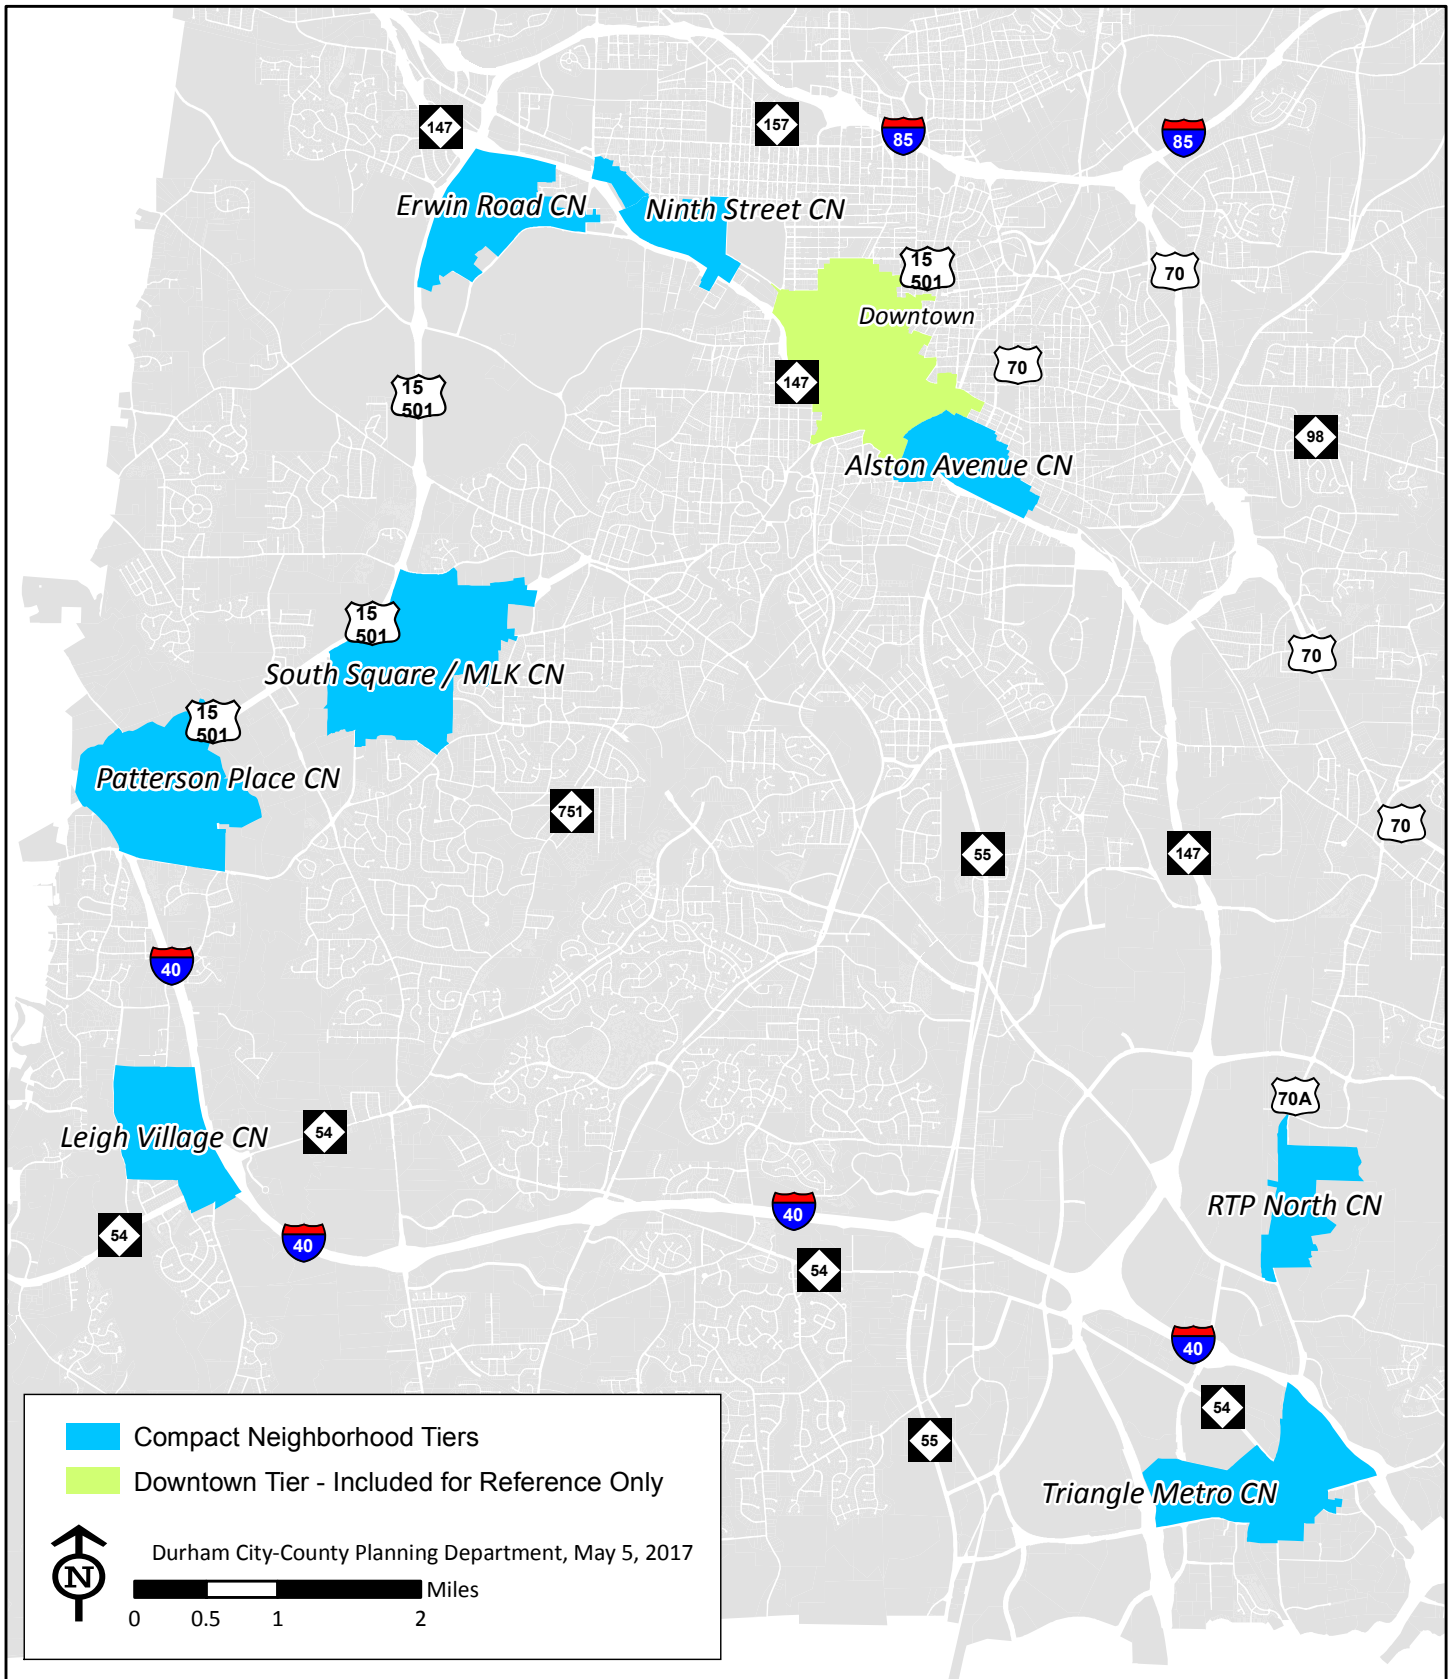 147
157
85
85
Erwin Road CN
Ninth Street CN
15
501
70
Downtown
70
147
15
501
98
Alston Avenue CN
15
501
70
South Square / MLK CN
15
501
Patterson Place CN
751
55
147
70
40
70A
Leigh Village CN
54
RTP North CN
54
40
40
54
40
54
55
Triangle Metro CN
Compact Neighborhood Tiers
Downtown Tier - Included for Reference Only
N
Durham City-County Planning Department, May 5, 2017
Miles
0 0.5 1 2